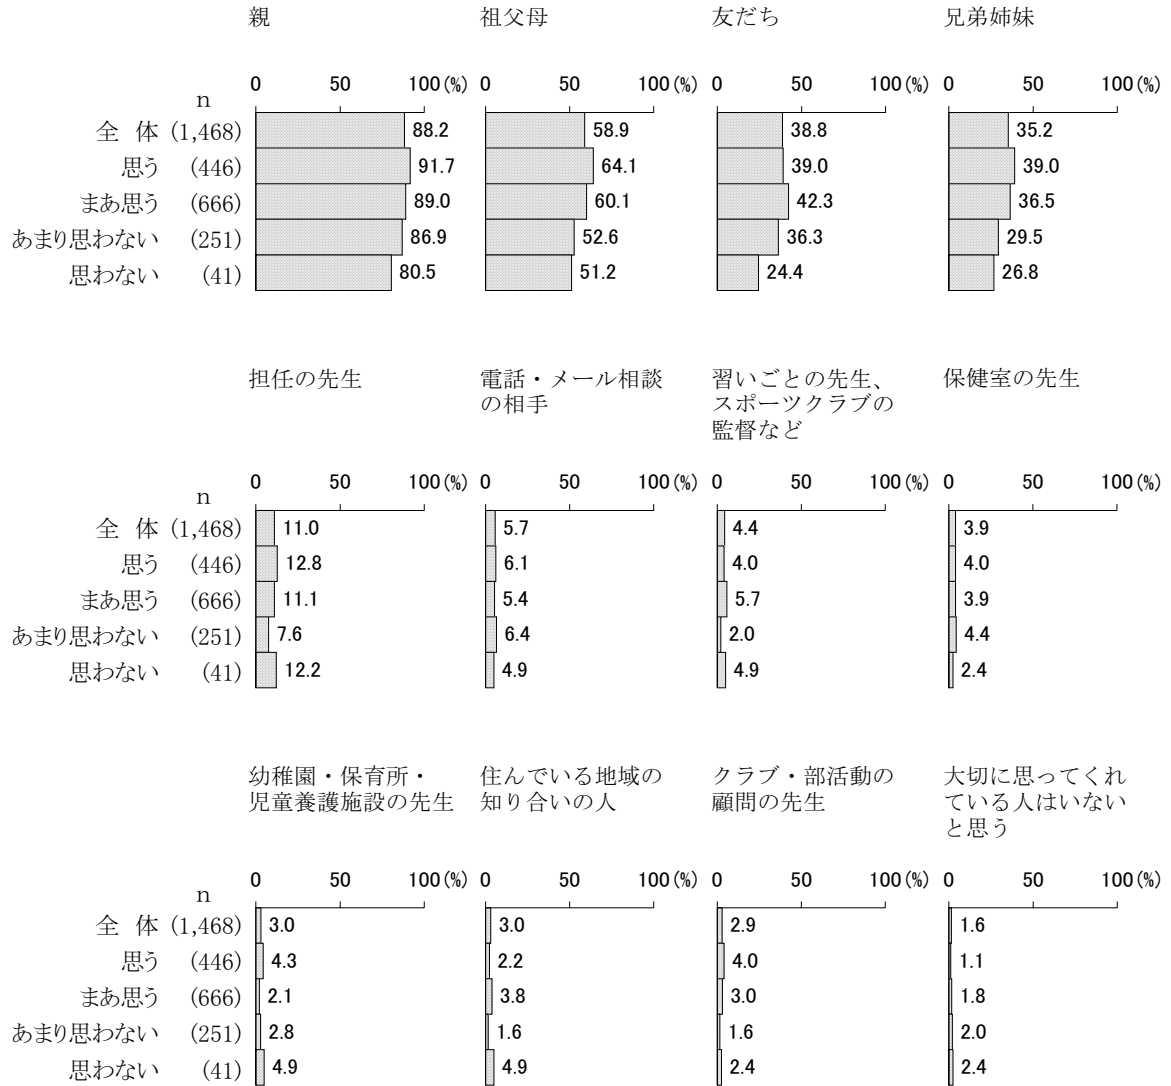 親 祖父母 友だち 兄弟姉妹
0 50 100(%) 0 50 100(%) 0 50 100(%) 0 50 100(%)
n
全 体 (1,468) 88.2 58.9 38.8 35.2
思う (446) 91.7 64.1 39.0 39.0
まあ思う (666) 89.0 60.1 42.3 36.5
あまり思わない (251) 86.9 52.6 36.3 29.5
思わない (41) 80.5 51.2 24.4 26.8
担任の先生 電話・メール相談 習いごとの先生、 保健室の先生
の相手 スポーツクラブの
監督など
0 50 100(%) 0 50 100(%) 0 50 100(%) 0 50 100(%)
n
全 体 (1,468) 11.0 5.7 4.4 3.9
思う (446) 12.8 6.1 4.0 4.0
まあ思う (666) 11.1 5.4 5.7 3.9
あまり思わない (251) 7.6 6.4 2.0 4.4
思わない (41) 12.2 4.9 4.9 2.4
幼稚園・保育所・ 住んでいる地域の クラブ・部活動の 大切に思ってくれ
児童養護施設の先生 知り合いの人 顧問の先生 ている人はいない
と思う
0 50 100(%) 0 50 100(%) 0 50 100(%) 0 50 100(%)
n
全 体 (1,468) 3.0 3.0 2.9 1.6
思う (446) 4.3 2.2 4.0 1.1
まあ思う (666) 2.1 3.8 3.0 1.8
あまり思わない (251) 2.8 1.6 1.6 2.0
思わない (41) 4.9 4.9 2.4 2.4